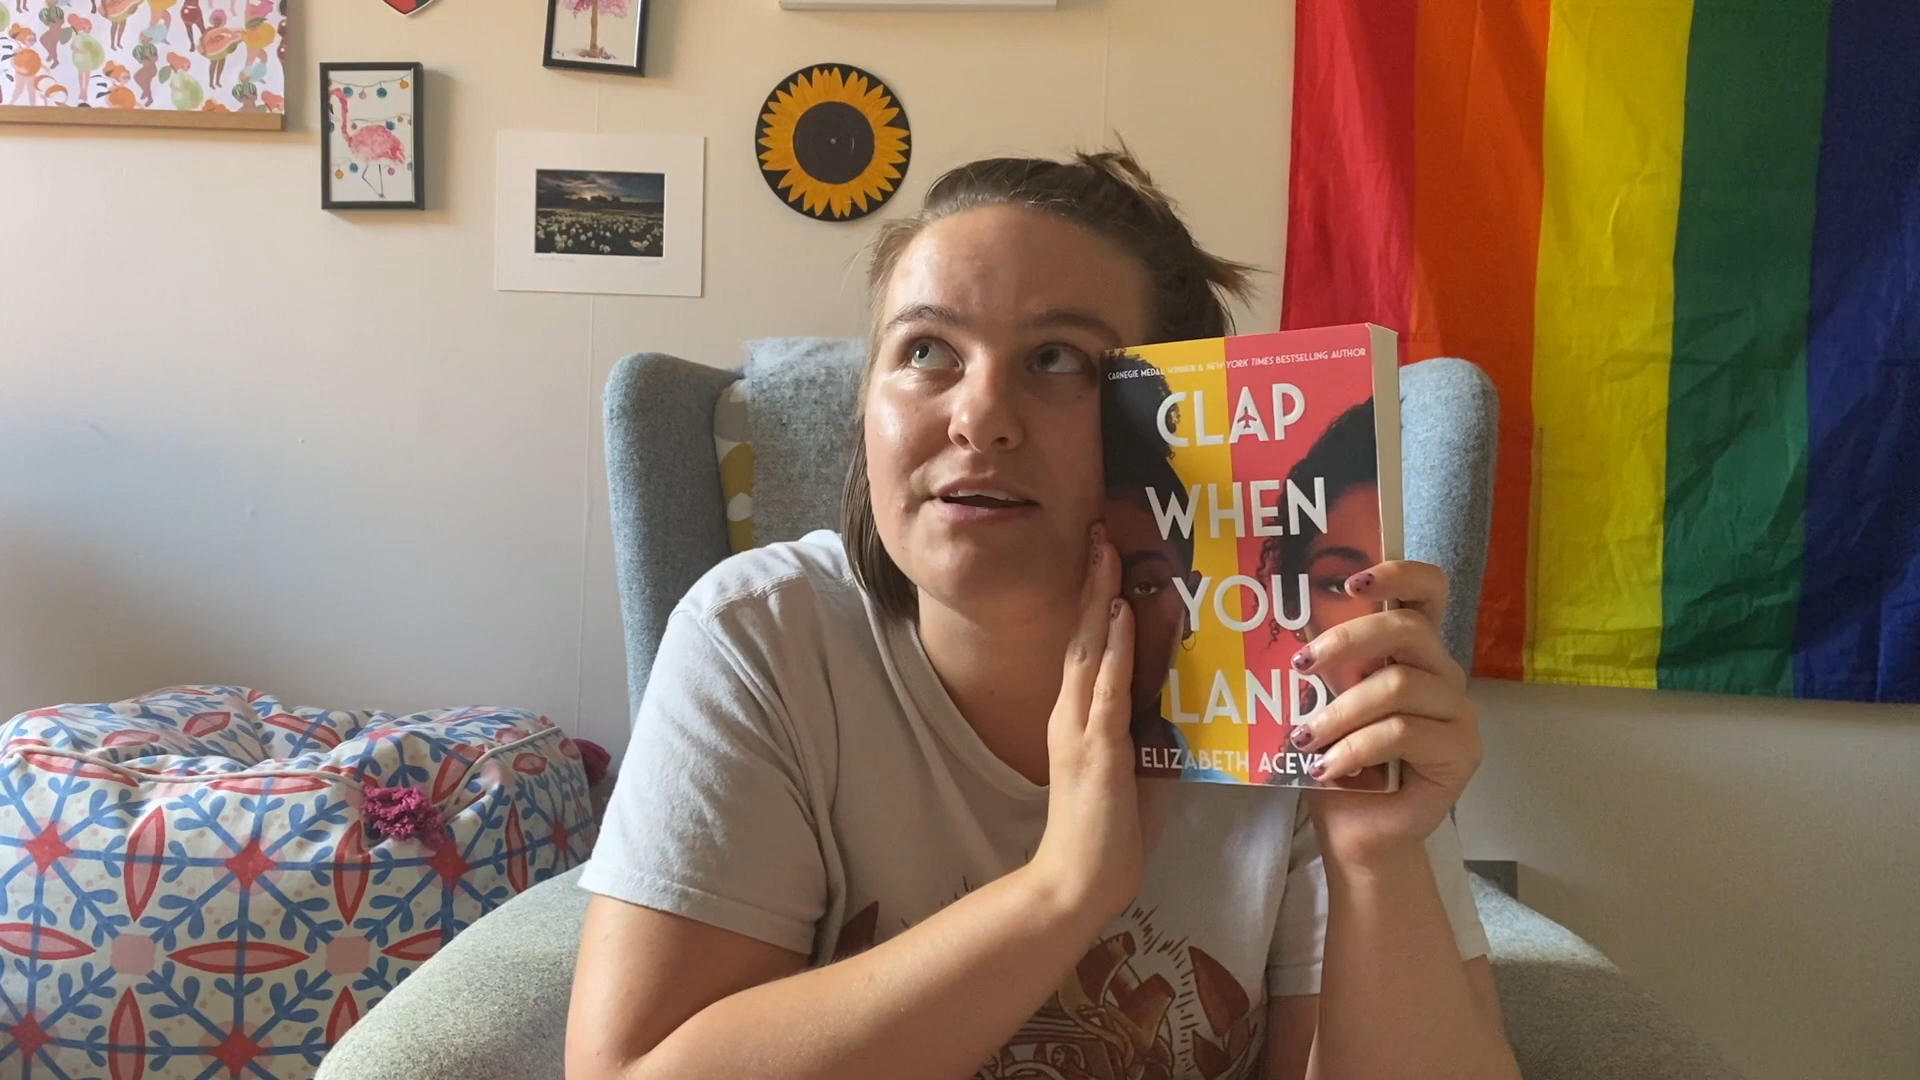 CARNEGIE MEDAL WINNER & NEW YORK TIMES BESTSELLING AUTHOR
CLAP
WHEN
YOU
LAND
ELIZABETH